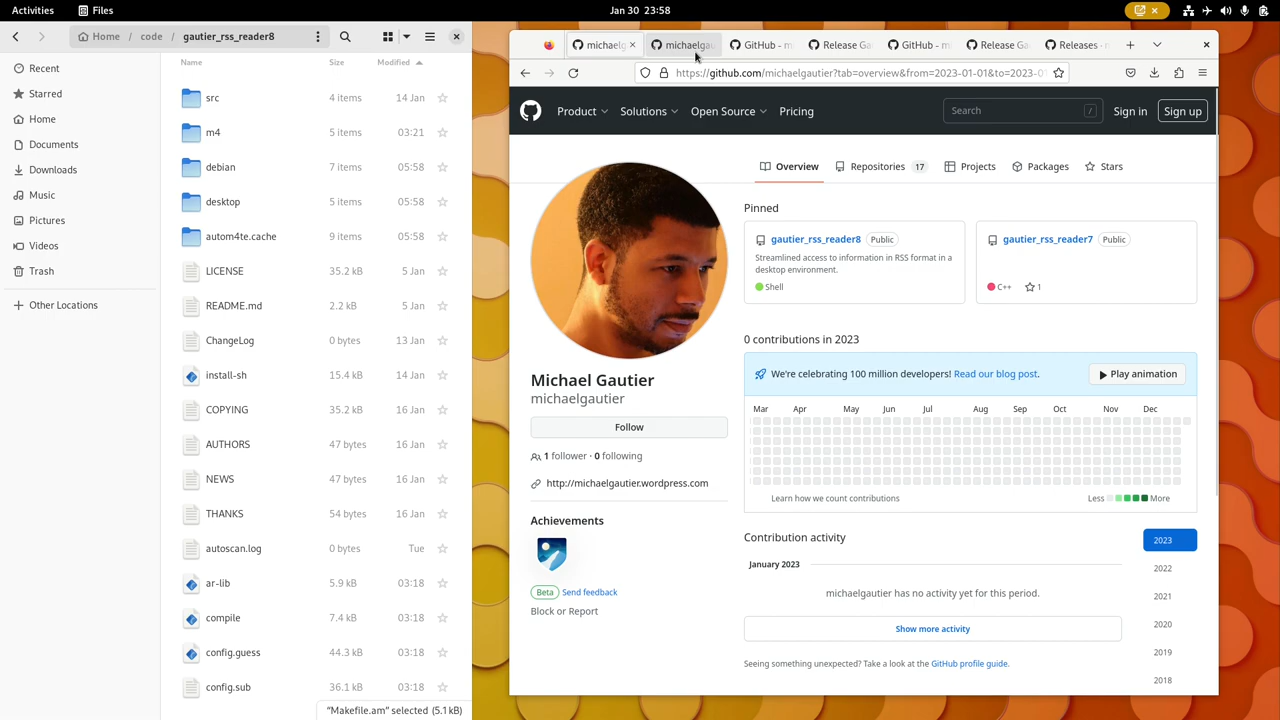 Activities
Files
Jan 30 23:58
Home / code / gautier_rss_reader8
Recent
Starred
Home
Documents
Downloads
Music
Pictures
Videos
Trash
Other Locations
Name Size Modified
src 4 items 14 Jan
m4 5 items 03:21
debian 7 items 05:58
desktop 5 items 05:58
autom4te.cache 9 items 05:58
LICENSE 35.2 kB 5 Jan
README.md 2.2 kB 5 Jan
ChangeLog 0 bytes 13 Jan
install-sh 15.4 kB 14 Jan
COPYING 35.2 kB 16 Jan
AUTHORS 47 bytes 16 Jan
NEWS 47 bytes 16 Jan
THANKS 54 bytes 16 Jan
autoscan.log 0 bytes Tue
ar-lib 5.9 kB 03:18
compile 7.4 kB 03:18
config.guess 44.3 kB 03:18
config.sub 36.1 kB 03:18
“Makefile.am” selected (5.1 kB)
michaelg
michaelgau
GitHub - m
Release Ga
GitHub - m
Release Ga
Releases ·
https://github.com/michaelgautier?tab=overview&from=2023-01-01&to=2023-0
Product Solutions Open Source Pricing
Search /
Sign in
Sign up
Overview
Repositories 17
Projects
Packages
Stars
Michael Gautier
michaelgautier
Follow
1 follower · 0 following
http://michaelgautier.wordpress.com
Achievements
Beta Send feedback
Block or Report
Pinned
gautier_rss_reader8 Public
Streamlined access to information in RSS format in a
desktop environment.
Shell
gautier_rss_reader7 Public
C++ 1
0 contributions in 2023
We're celebrating 100 million developers! Read our blog post.
Play animation
Mar Apr May Jun Jul Aug Sep Oct Nov Dec
Learn how we count contributions
Less More
Contribution activity
January 2023
michaelgautier has no activity yet for this period.
Show more activity
Seeing something unexpected? Take a look at the GitHub profile guide.
2023
2022
2021
2020
2019
2018